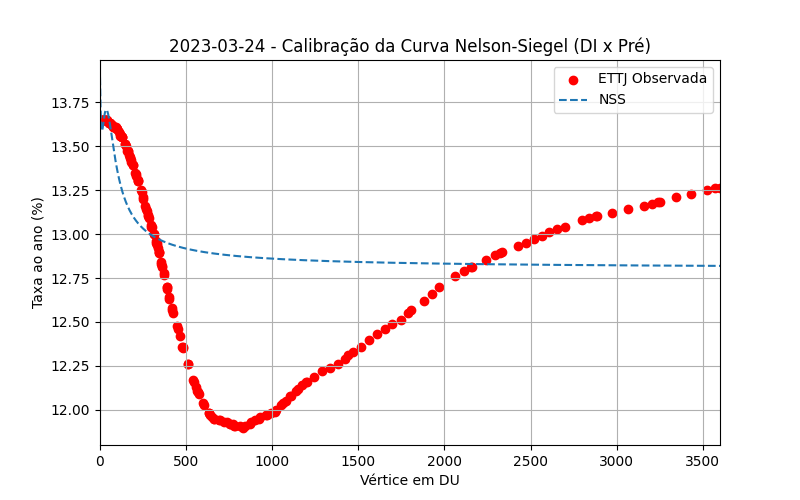 2023-03-24 - Calibração da Curva Nelson-Siegel (DI x Pré)
ETTJ Observada
NSS
Taxa ao ano (%)
13.75
13.50
13.25
13.00
12.75
12.50
12.25
12.00
0 500 1000 1500 2000 2500 3000 3500
Vértice em DU